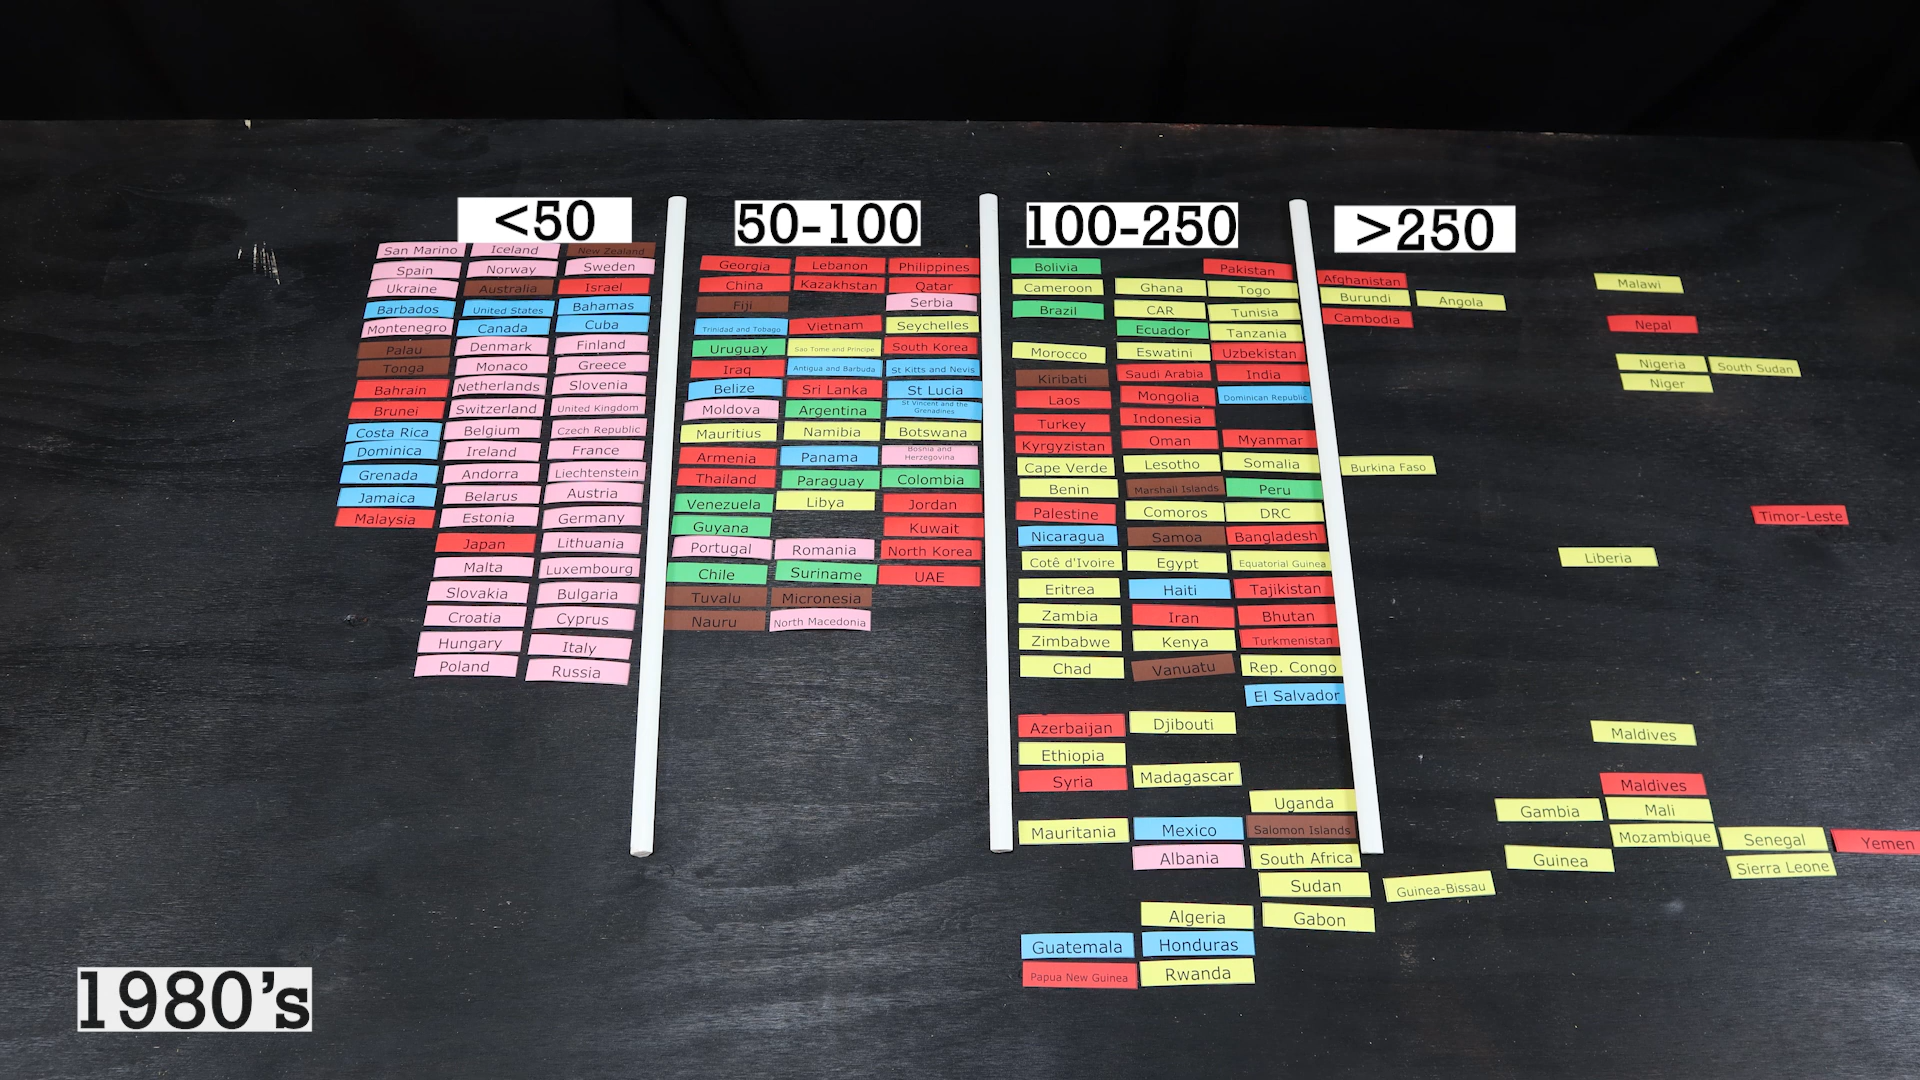 <50
50-100
100-250
>250
San Marino Iceland New Zealand
Spain Norway Sweden
Ukraine Australia Israel
Barbados United States Bahamas
Montenegro Canada Cuba
Palau Denmark Finland
Tonga Monaco Greece
Bahrain Netherlands Slovenia
Brunei Switzerland United Kingdom
Costa Rica Belgium Czech Republic
Dominica Ireland France
Grenada Andorra Liechtenstein
Jamaica Belarus Austria
Malaysia Estonia Germany
Japan Lithuania
Malta Luxembourg
Slovakia Bulgaria
Croatia Cyprus
Hungary Italy
Poland Russia
Georgia Lebanon Philippines
China Kazakhstan Qatar
Fiji Serbia
Trinidad and Tobago Vietnam Seychelles
Uruguay Sao Tome and Principe South Korea
Iraq Antigua and Barbuda St Kitts and Nevis
Belize Sri Lanka St Lucia
Moldova Argentina St Vincent and the
Grenadines
Mauritius Namibia Botswana
Armenia Panama Bosnia and
Herzegovina
Thailand Paraguay Colombia
Venezuela Libya Jordan
Guyana Kuwait
Portugal Romania North Korea
Chile Suriname UAE
Tuvalu Micronesia
Nauru North Macedonia
Bolivia Pakistan
Cameroon Ghana Togo
Brazil CAR Tunisia
Ecuador Tanzania
Morocco Eswatini Uzbekistan
Kiribati Saudi Arabia India
Laos Mongolia Dominican Republic
Turkey Indonesia
Kyrgyzistan Oman Myanmar
Cape Verde Lesotho Somalia
Benin Marshall Islands Peru
Palestine Comoros DRC
Nicaragua Samoa Bangladesh
Cotê d'Ivoire Egypt Equatorial Guinea
Eritrea Haiti Tajikistan
Zambia Iran Bhutan
Zimbabwe Kenya Turkmenistan
Chad Vanuatu Rep. Congo
El Salvador
Azerbaijan Djibouti
Ethiopia
Syria Madagascar
Uganda
Mauritania Mexico Salomon Islands
Albania South Africa
Sudan
Algeria Gabon
Guatemala Honduras
Papua New Guinea Rwanda
Afghanistan Malawi
Burundi Angola
Cambodia Nepal
Nigeria South Sudan
Niger
Burkina Faso
Timor-Leste
Liberia
Maldives
Maldives
Gambia Mali
Mozambique Senegal Yemen
Guinea Sierra Leone
Guinea-Bissau
1980's